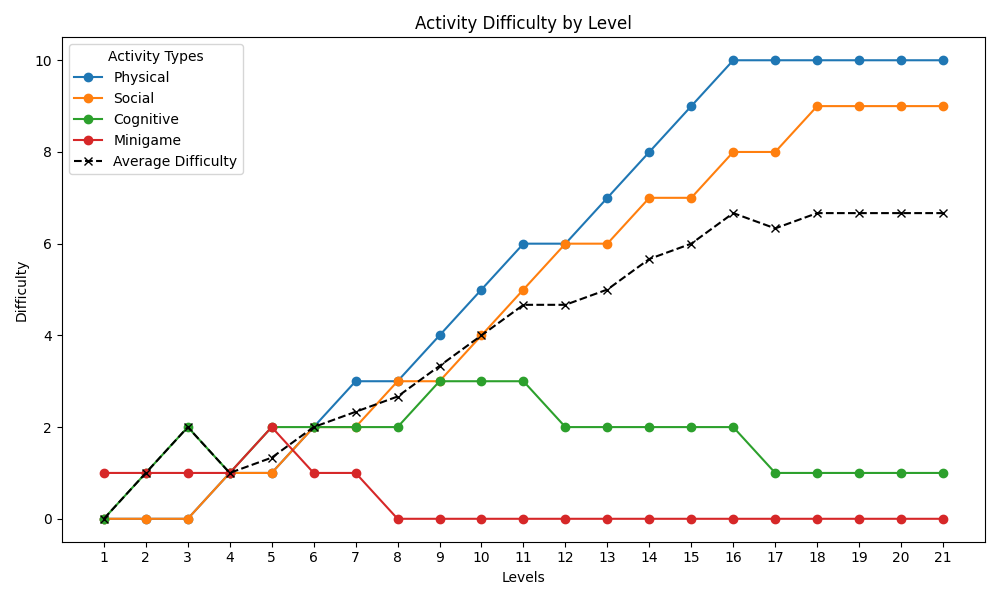 Activity Difficulty by Level
Activity Types
Physical
Social
Cognitive
Minigame
Average Difficulty
Difficulty
10
8
6
4
2
0
1 2 3 4 5 6 7 8 9 10 11 12 13 14 15 16 17 18 19 20 21
Levels